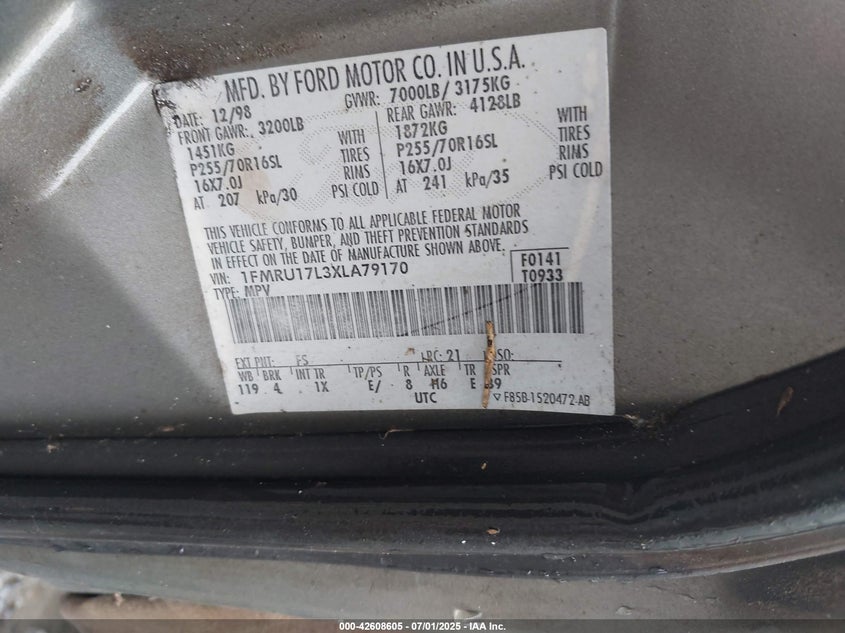 MFD. BY FORD MOTOR CO. IN U.S.A.
DATE: 12/98 GVWR: 7000LB/ 3175KG
FRONT GAWR: 3200LB REAR GAWR: 4128LB
1451KG WITH 1872KG WITH
P255/70R16SL TIRES P255/70R16SL TIRES
16X7.0J RIMS 16X7.0J RIMS
AT 207 kPa/30 PSI COLD AT 241 kPa/35 PSI COLD
THIS VEHICLE CONFORMS TO ALL APPLICABLE FEDERAL MOTOR
VEHICLE SAFETY, BUMPER, AND THEFT PREVENTION STANDARDS
IN EFFECT ON THE DATE OF MANUFACTURE SHOWN ABOVE.
VIN: 1FMRU17L3XLA79170 F0141
TYPE: MPV T0933
EXT PNT: FS RC: 21 DSO:
WB BRK INT TR TP/PS R AXLE TR SPR
119 4 1X E/ 8 H6 E
UTC F85B-1520472-AB
000-42608605 - 07/01/2025 - IAA Inc.